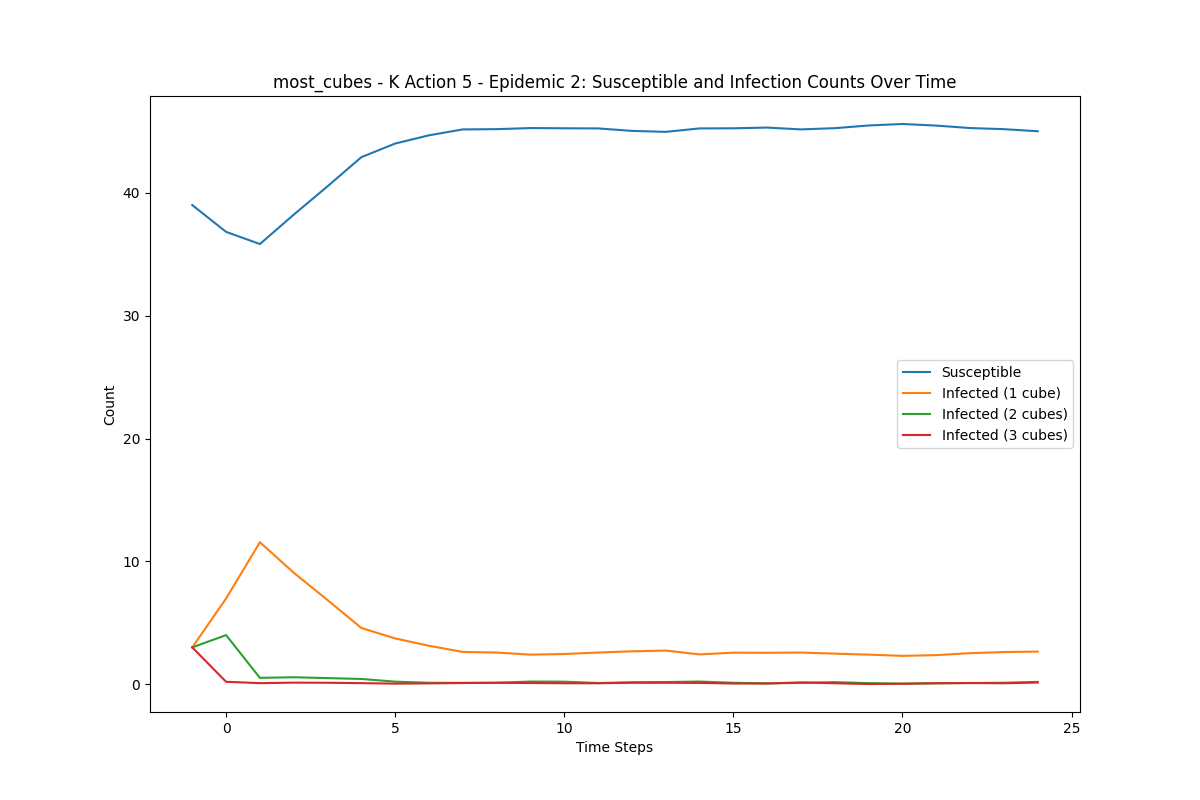 most_cubes - K Action 5 - Epidemic 2: Susceptible and Infection Counts Over Time
Count
40
30
20
10
0
Susceptible
Infected (1 cube)
Infected (2 cubes)
Infected (3 cubes)
0
5
10
15
20
25
Time Steps